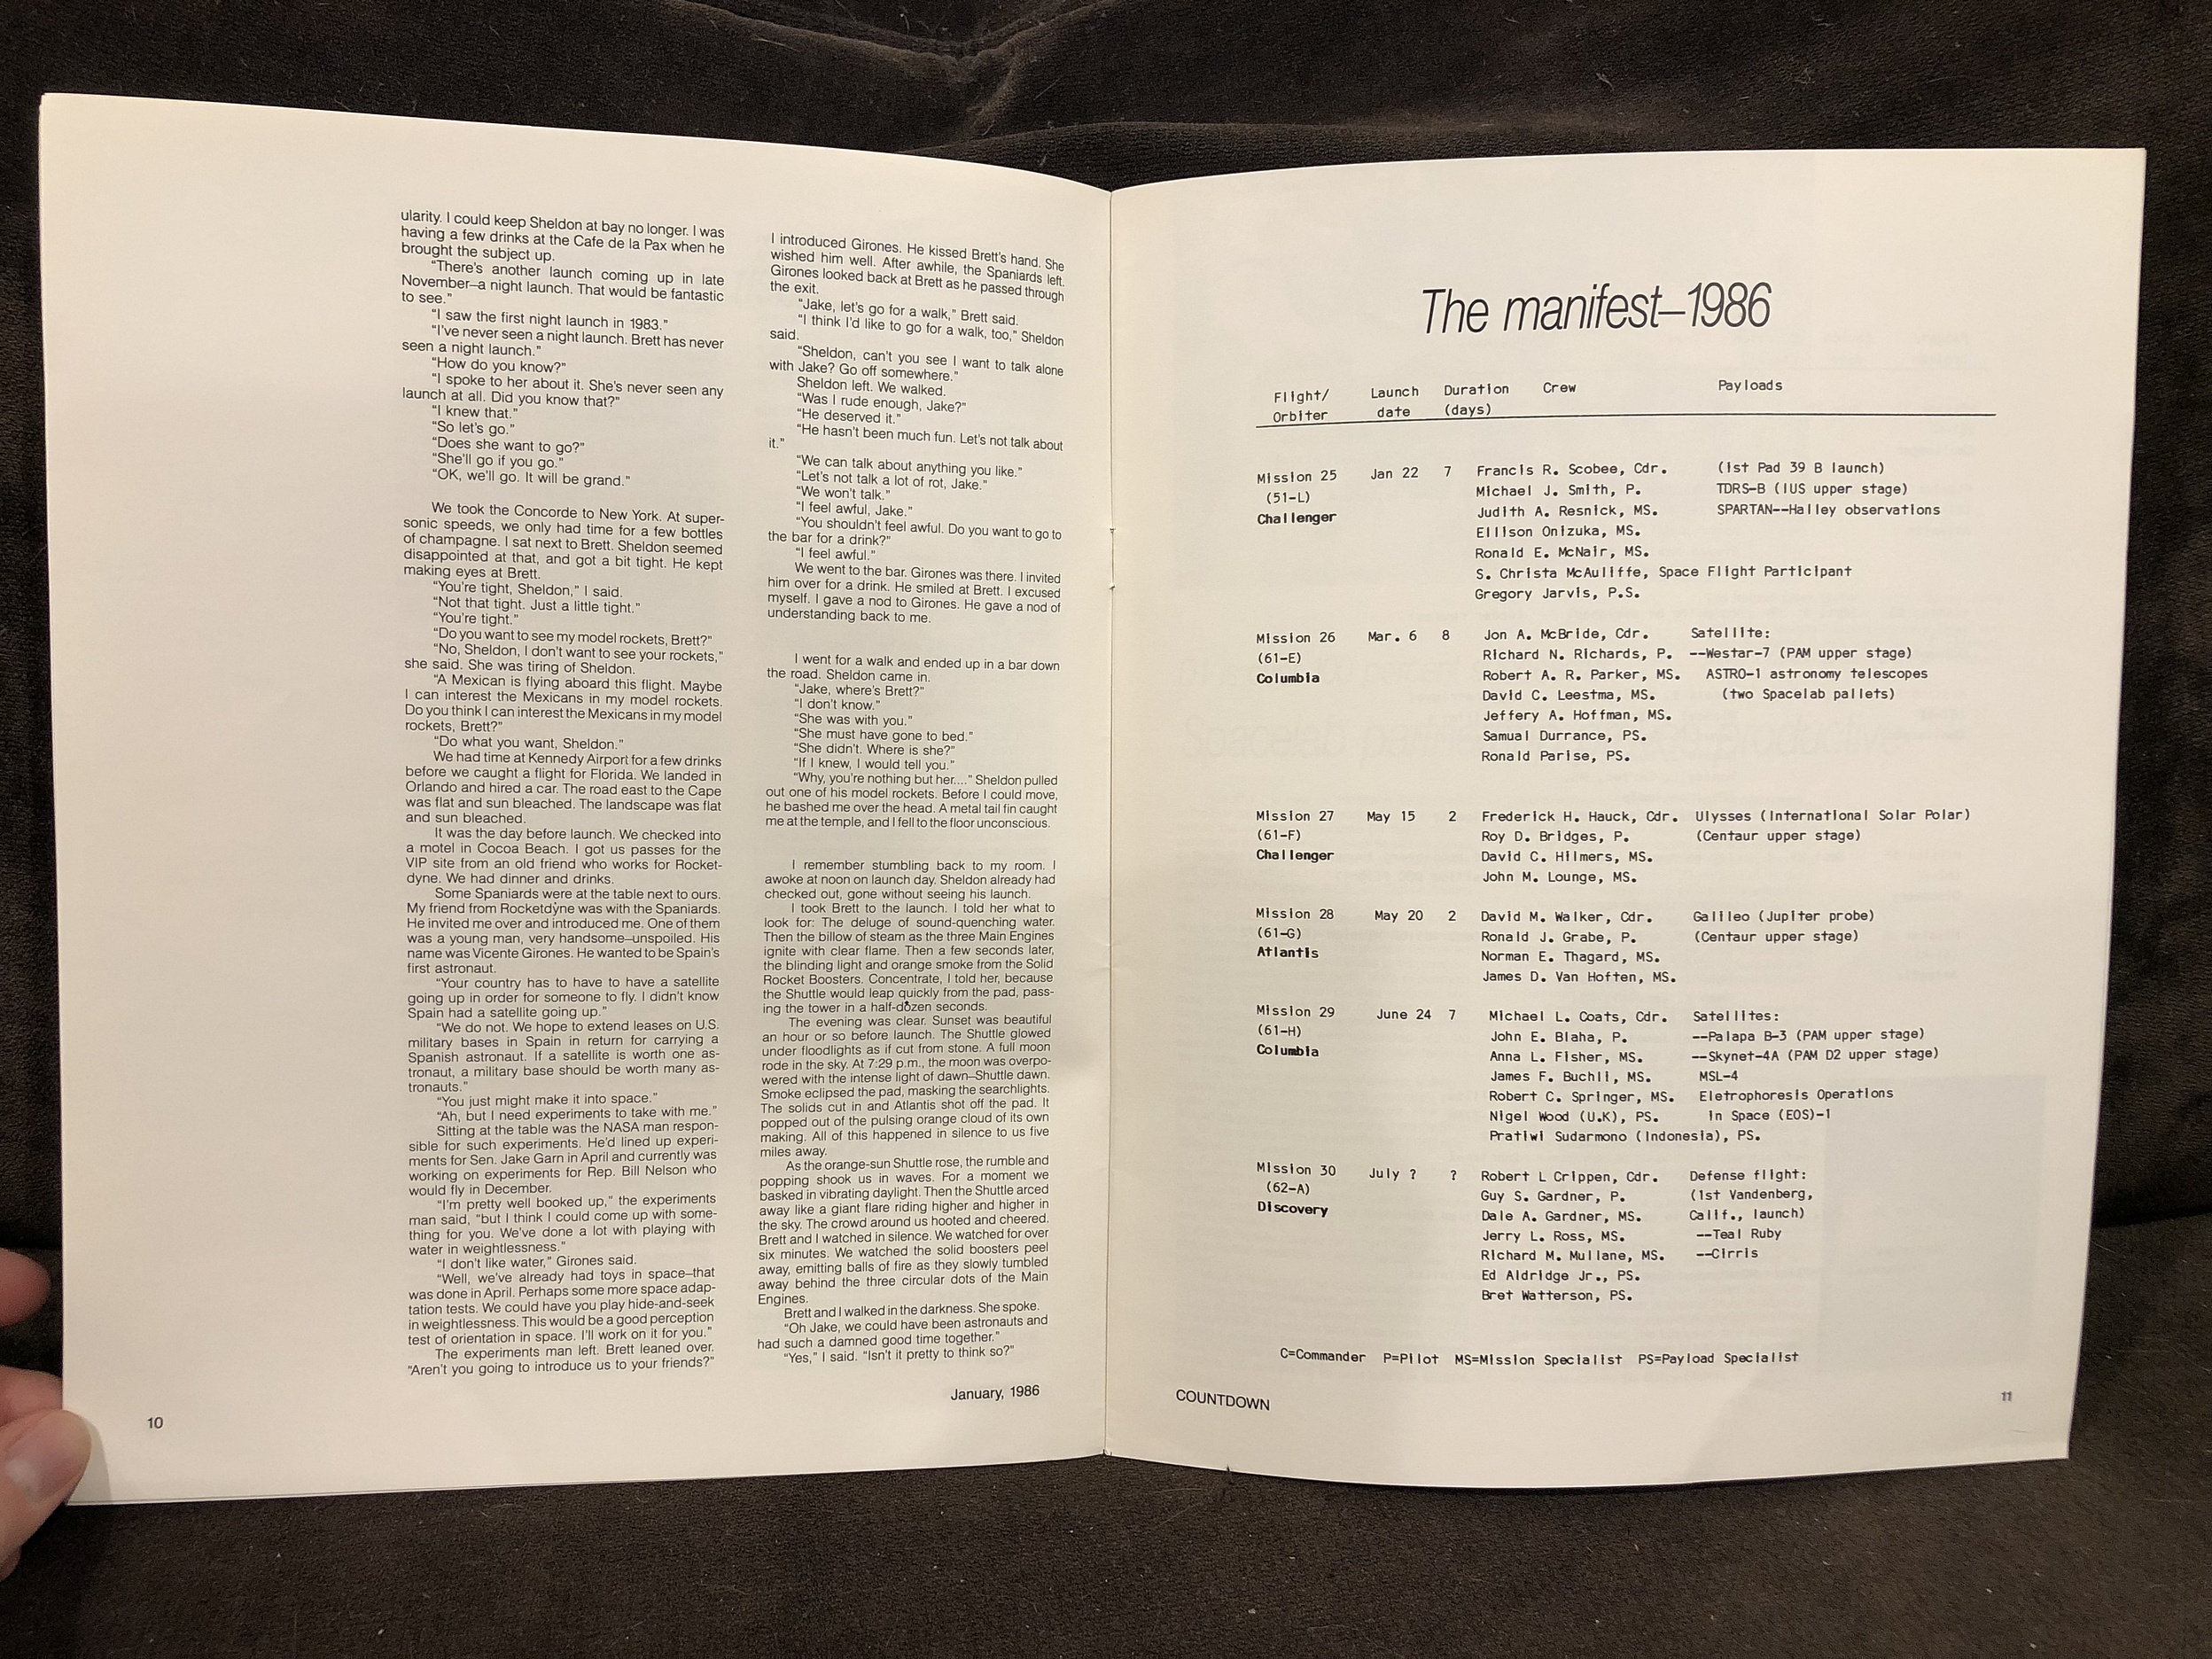 ularity. I could keep Sheldon at bay no longer. I was
having a few drinks at the Cafe de la Pax when he
brought the subject up.
“There's another launch coming up in late
November–a night launch. That would be fantastic
to see.”
“I saw the first night launch in 1983.”
“I've never seen a night launch. Brett has never
seen a night launch.”
“How do you know?”
“I spoke to her about it. She's never seen any
launch at all. Did you know that?”
“I knew that.”
“So let's go.”
“Does she want to go?”
“She'll go if you go.”
“OK, we'll go. It will be grand.”
We took the Concorde to New York. At super-
sonic speeds, we only had time for a few bottles
of champagne. I sat next to Brett. Sheldon seemed
disappointed at that, and got a bit tight. He kept
making eyes at Brett.
“You're tight, Sheldon,” I said.
“Not that tight. Just a little tight.”
“You're tight.”
“Do you want to see my model rockets, Brett?”
“No, Sheldon, I don't want to see your rockets,”
she said. She was tiring of Sheldon.
“A Mexican is flying aboard this flight. Maybe
I can interest the Mexicans in my model rockets.
Do you think I can interest the Mexicans in my model
rockets, Brett?”
“Do what you want, Sheldon.”
We had time at Kennedy Airport for a few drinks
before we caught a flight for Florida. We landed in
Orlando and hired a car. The road east to the Cape
was flat and sun bleached. The landscape was flat
and sun bleached.
It was the day before launch. We checked into
a motel in Cocoa Beach. I got us passes for the
VIP site from an old friend who works for Rocket-
dyne. We had dinner and drinks.
Some Spaniards were at the table next to ours.
My friend from Rocketdyne was with the Spaniards.
He invited me over and introduced me. One of them
was a young man, very handsome–unspoiled. His
name was Vicente Girones. He wanted to be Spain's
first astronaut.
“Your country has to have to have a satellite
going up in order for someone to fly. I didn't know
Spain had a satellite going up.”
“We do not. We hope to extend leases on U.S.
military bases in Spain in return for carrying a
Spanish astronaut. If a satellite is worth one as-
tronaut, a military base should be worth many as-
tronauts.”
“You just might make it into space.”
“Ah, but I need experiments to take with me.”
Sitting at the table was the NASA man respon-
sible for such experiments. He'd lined up experi-
ments for Sen. Jake Garn in April and currently was
working on experiments for Rep. Bill Nelson who
would fly in December.
“I'm pretty well booked up,” the experiments
man said, “but I think I could come up with some-
thing for you. We've done a lot with playing with
water in weightlessness.”
“I don't like water,” Girones said.
“Well, we've already had toys in space–that
was done in April. Perhaps some more space adap-
tation tests. We could have you play hide-and-seek
in weightlessness. This would be a good perception
test of orientation in space. I'll work on it for you.”
The experiments man left. Brett leaned over.
“Aren't you going to introduce us to your friends?”
10
I introduced Girones. He kissed Brett's hand. She
wished him well. After awhile, the Spaniards left.
Girones looked back at Brett as he passed through
the exit.
“Jake, let's go for a walk,” Brett said.
“I think I'd like to go for a walk, too,” Sheldon
said.
“Sheldon, can't you see I want to talk alone
with Jake? Go off somewhere.”
Sheldon left. We walked.
“Was I rude enough, Jake?”
“He deserved it.”
“He hasn't been much fun. Let's not talk about
it.”
“We can talk about anything you like.”
“Let's not talk a lot of rot, Jake.”
“We won't talk.”
“I feel awful, Jake.”
“You shouldn't feel awful. Do you want to go to
the bar for a drink?”
“I feel awful.”
We went to the bar. Girones was there. I invited
him over for a drink. He smiled at Brett. I excused
myself. I gave a nod to Girones. He gave a nod of
understanding back to me.
I went for a walk and ended up in a bar down
the road. Sheldon came in.
“Jake, where's Brett?”
“I don't know.”
“She was with you.”
“She must have gone to bed.”
“She didn't. Where is she?”
“If I knew, I would tell you.”
“Why, you're nothing but her....” Sheldon pulled
out one of his model rockets. Before I could move,
he bashed me over the head. A metal tail fin caught
me at the temple, and I fell to the floor unconscious.
I remember stumbling back to my room. I
awoke at noon on launch day. Sheldon already had
checked out, gone without seeing his launch.
I took Brett to the launch. I told her what to
look for: The deluge of sound-quenching water.
Then the billow of steam as the three Main Engines
ignite with clear flame. Then a few seconds later,
the blinding light and orange smoke from the Solid
Rocket Boosters. Concentrate, I told her, because
the Shuttle would leap quickly from the pad, pass-
ing the tower in a half-dozen seconds.
The evening was clear. Sunset was beautiful
an hour or so before launch. The Shuttle glowed
under floodlights as if cut from stone. A full moon
rode in the sky. At 7:29 p.m., the moon was overpo-
wered with the intense light of dawn–Shuttle dawn.
Smoke eclipsed the pad, masking the searchlights.
The solids cut in and Atlantis shot off the pad. It
popped out of the pulsing orange cloud of its own
making. All of this happened in silence to us five
miles away.
As the orange-sun Shuttle rose, the rumble and
popping shook us in waves. For a moment we
basked in vibrating daylight. Then the Shuttle arced
away like a giant flare riding higher and higher in
the sky. The crowd around us hooted and cheered.
Brett and I watched in silence. We watched for over
six minutes. We watched the solid boosters peel
away, emitting balls of fire as they slowly tumbled
away behind the three circular dots of the Main
Engines.
Brett and I walked in the darkness. She spoke.
“Oh Jake, we could have been astronauts and
had such a damned good time together.”
“Yes,” I said. “Isn't it pretty to think so?”
January, 1986
The manifest–1986
Flight/ Launch Duration Crew Payloads
Orbiter date (days)
Mission 25 Jan 22 7 Francis R. Scobee, Cdr. (1st Pad 39 B launch)
(51-L) Michael J. Smith, P. TDRS-B (IUS upper stage)
Challenger Judith A. Resnick, MS. SPARTAN--Halley observations
Ellison Onizuka, MS.
Ronald E. McNair, MS.
S. Christa McAuliffe, Space Flight Participant
Gregory Jarvis, P.S.
Mission 26 Mar. 6 8 Jon A. McBride, Cdr. Satellite:
(61-E) Richard N. Richards, P. --Westar-7 (PAM upper stage)
Columbia Robert A. R. Parker, MS. ASTRO-1 astronomy telescopes
David C. Leestma, MS. (two Spacelab pallets)
Jeffery A. Hoffman, MS.
Samual Durrance, PS.
Ronald Parise, PS.
Mission 27 May 15 2 Frederick H. Hauck, Cdr. Ulysses (International Solar Polar)
(61-F) Roy D. Bridges, P. (Centaur upper stage)
Challenger David C. Hilmers, MS.
John M. Lounge, MS.
Mission 28 May 20 2 David M. Walker, Cdr. Galileo (Jupiter probe)
(61-G) Ronald J. Grabe, P. (Centaur upper stage)
Atlantis Norman E. Thagard, MS.
James D. Van Hoften, MS.
Mission 29 June 24 7 Michael L. Coats, Cdr. Satellites:
(61-H) John E. Blaha, P. --Palapa B-3 (PAM upper stage)
Columbia Anna L. Fisher, MS. --Skynet-4A (PAM D2 upper stage)
James F. Buchli, MS. MSL-4
Robert C. Springer, MS. Eletrophoresis Operations
Nigel Wood (U.K), PS. in Space (EOS)-1
Pratiwi Sudarmono (Indonesia), PS.
Mission 30 July ? ? Robert L Crippen, Cdr. Defense flight:
(62-A) Guy S. Gardner, P. (1st Vandenberg,
Discovery Dale A. Gardner, MS. Calif., launch)
Jerry L. Ross, MS. --Teal Ruby
Richard M. Mullane, MS. --Cirris
Ed Aldridge Jr., PS.
Bret Watterson, PS.
C=Commander P=Pilot MS=Mission Specialist PS=Payload Specialist
COUNTDOWN
11